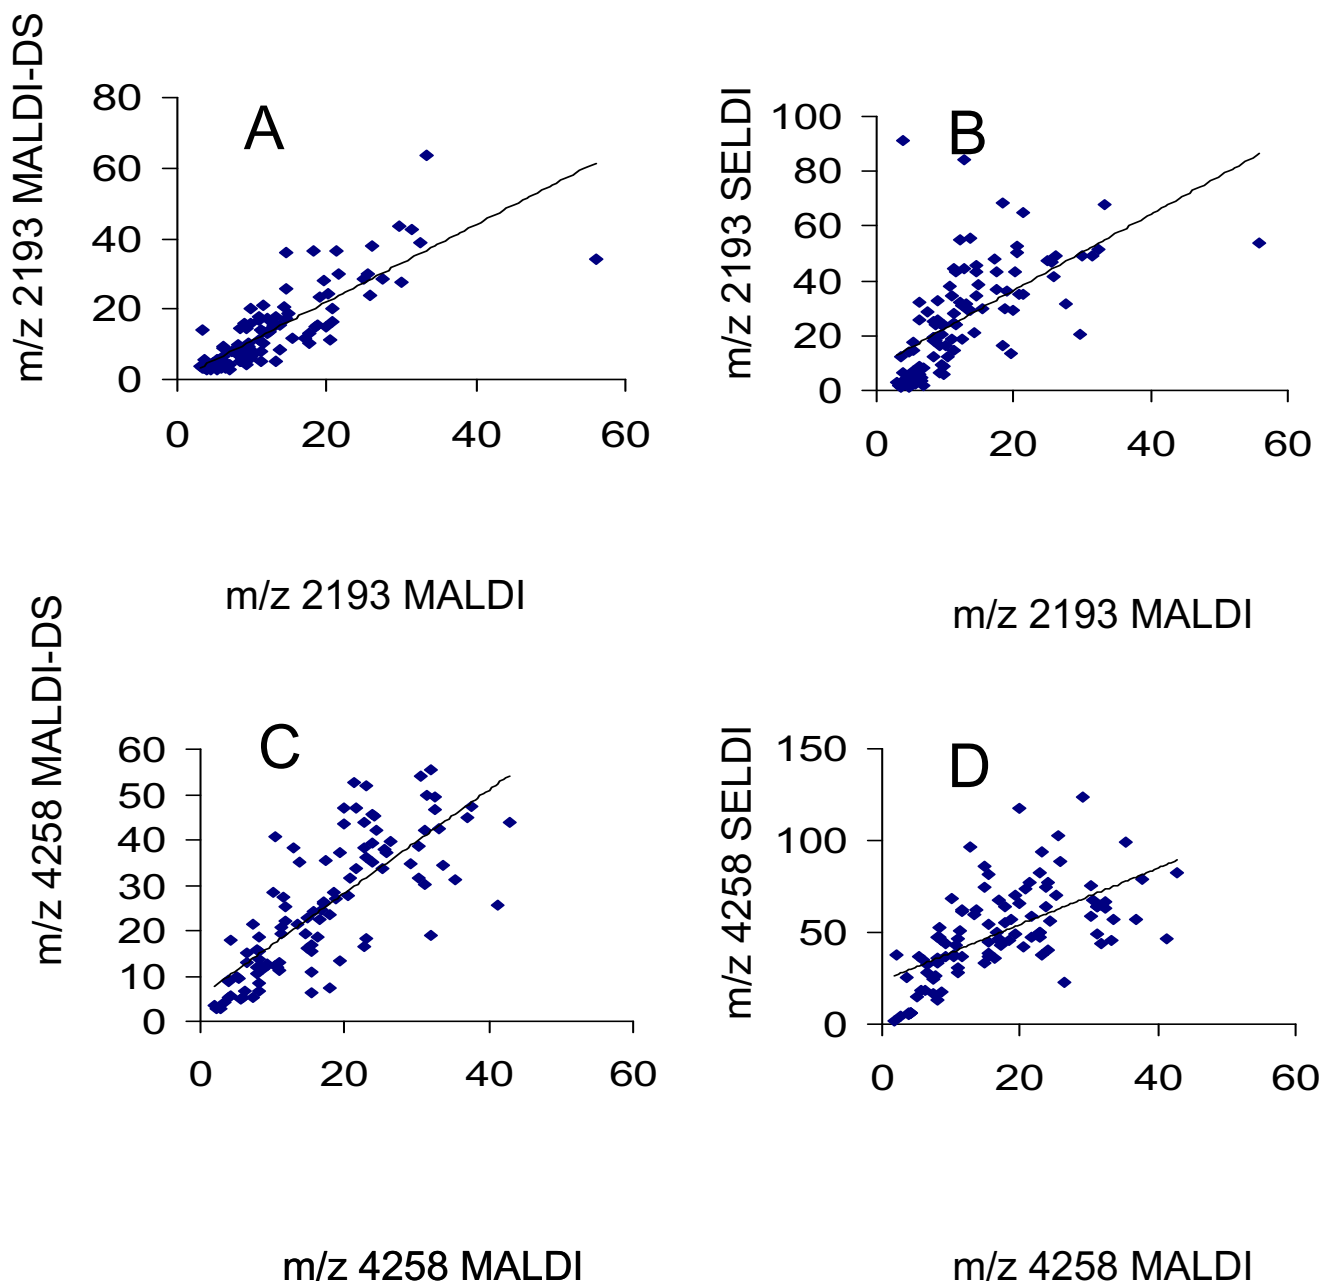 m/z 2193 MALDI-DS
A
80
60
40
20
0
0 20 40 60
m/z 2193 MALDI
m/z 2193 SELDI
B
100
80
60
40
20
0
0 20 40 60
m/z 2193 MALDI
m/z 4258 MALDI-DS
C
60
50
40
30
20
10
0
0 20 40 60
m/z 4258 MALDI
m/z 4258 SELDI
D
150
100
50
0
0 20 40 60
m/z 4258 MALDI